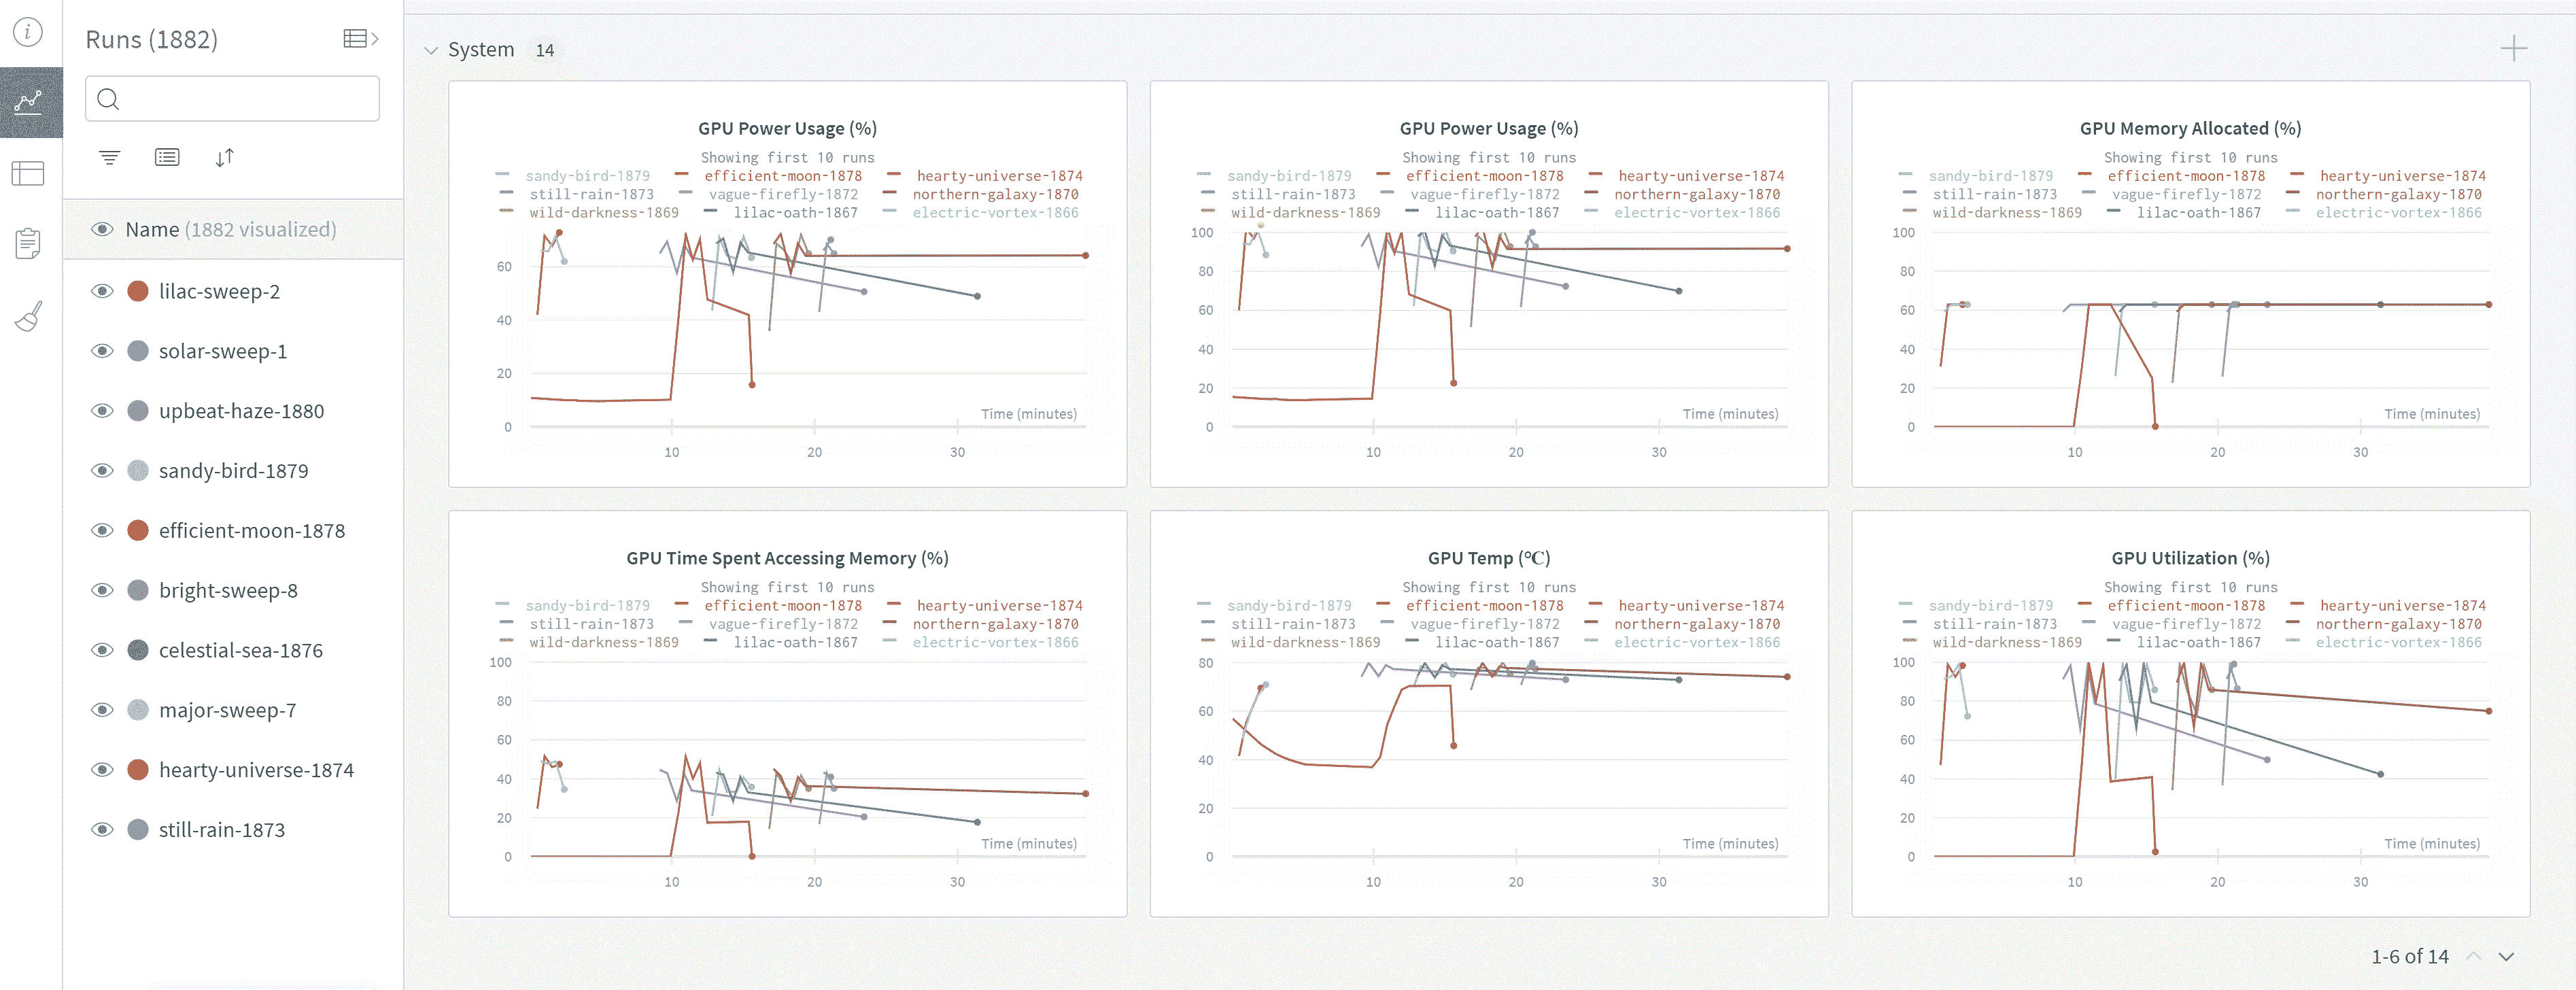 Runs (1882)
Name (1882 visualized)
lilac-sweep-2
solar-sweep-1
upbeat-haze-1880
sandy-bird-1879
efficient-moon-1878
bright-sweep-8
celestial-sea-1876
major-sweep-7
hearty-universe-1874
still-rain-1873
System 14
GPU Power Usage (%)
Showing first 10 runs
sandy-bird-1879 efficient-moon-1878 hearty-universe-1874
still-rain-1873 vague-firefly-1872 northern-galaxy-1870
wild-darkness-1869 lilac-oath-1867 electric-vortex-1866
60
40
20
0
Time (minutes)
10 20 30
GPU Power Usage (%)
Showing first 10 runs
sandy-bird-1879 efficient-moon-1878 hearty-universe-1874
still-rain-1873 vague-firefly-1872 northern-galaxy-1870
wild-darkness-1869 lilac-oath-1867 electric-vortex-1866
100
80
60
40
20
0
Time (minutes)
10 20 30
GPU Memory Allocated (%)
Showing first 10 runs
sandy-bird-1879 efficient-moon-1878 hearty-universe-1874
still-rain-1873 vague-firefly-1872 northern-galaxy-1870
wild-darkness-1869 lilac-oath-1867 electric-vortex-1866
100
80
60
40
20
0
Time (minutes)
10 20 30
GPU Time Spent Accessing Memory (%)
Showing first 10 runs
sandy-bird-1879 efficient-moon-1878 hearty-universe-1874
still-rain-1873 vague-firefly-1872 northern-galaxy-1870
wild-darkness-1869 lilac-oath-1867 electric-vortex-1866
100
80
60
40
20
0
Time (minutes)
10 20 30
GPU Temp (℃)
Showing first 10 runs
sandy-bird-1879 efficient-moon-1878 hearty-universe-1874
still-rain-1873 vague-firefly-1872 northern-galaxy-1870
wild-darkness-1869 lilac-oath-1867 electric-vortex-1866
80
60
40
20
0
Time (minutes)
10 20 30
GPU Utilization (%)
Showing first 10 runs
sandy-bird-1879 efficient-moon-1878 hearty-universe-1874
still-rain-1873 vague-firefly-1872 northern-galaxy-1870
wild-darkness-1869 lilac-oath-1867 electric-vortex-1866
100
80
60
40
20
0
Time (minutes)
10 20 30
1-6 of 14